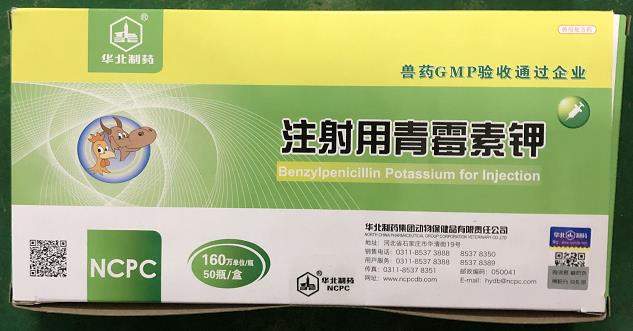 华北制药
兽用处方药
兽药GMP验收通过企业
注射用青霉素钾
Benzylpenicillin Potassium for Injection
NCPC
160万单位/瓶
50瓶/盒
华北制药
NCPC
华北制药集团动物保健品有限责任公司
NORTH CHINA PHARMACEUTICAL GROUP CORPORATION VETERINARY CO.,LTD
地址：河北省石家庄市华清街19号
销售电话：0311-8537 3888 8537 8350
用户服务：0311-8537 8388 8537 8389
传真：0311-8537 8351 邮政编码：050041
网址：www.ncpcdb.com E-mail：hydb@ncpc.com
华北制药